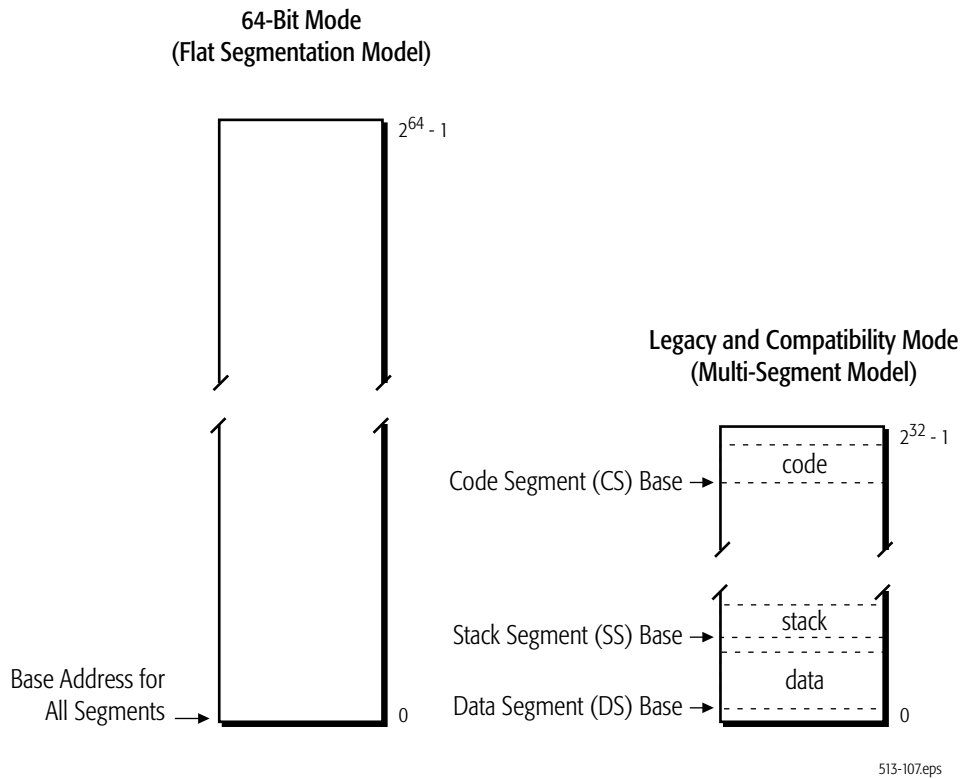 64-Bit Mode
(Flat Segmentation Model)
2^64 - 1
Base Address for
All Segments
0
Legacy and Compatibility Mode
(Multi-Segment Model)
2^32 - 1
code
Code Segment (CS) Base
stack
Stack Segment (SS) Base
data
Data Segment (DS) Base
0
513-107.eps